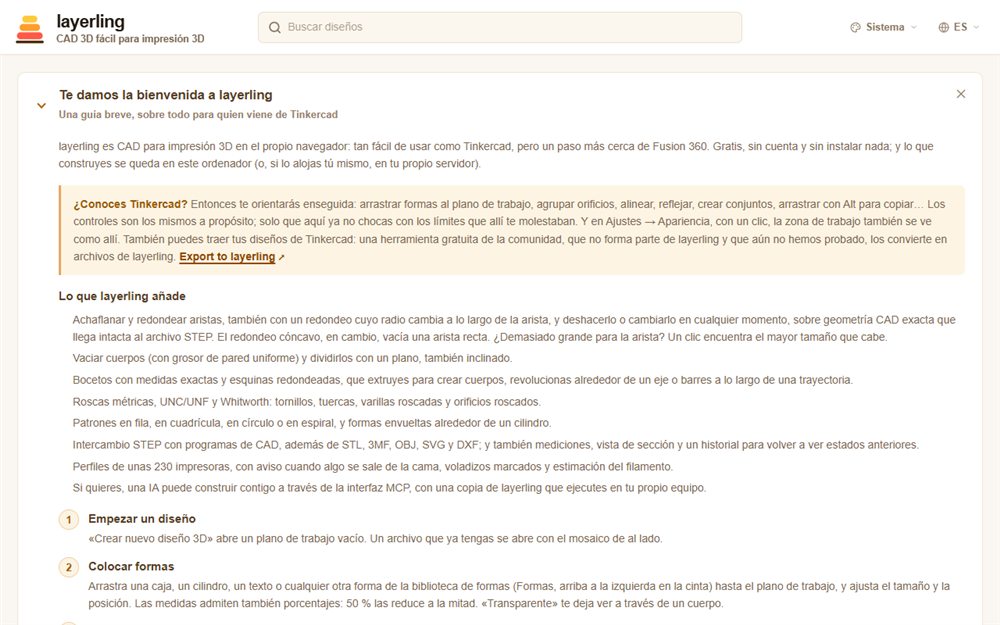 layerling
CAD 3D fácil para impresión 3D
Buscar diseños
Sistema
ES
Te damos la bienvenida a layerling
Una guía breve, sobre todo para quien viene de Tinkercad
layerling es CAD para impresión 3D en el propio navegador: tan fácil de usar como Tinkercad, pero un paso más cerca de Fusion 360. Gratis, sin cuenta y sin instalar nada; y lo que
construyes se queda en este ordenador (o, si lo alojas tú mismo, en tu propio servidor).
¿Conoces Tinkercad? Entonces te orientarás enseguida: arrastrar formas al plano de trabajo, agrupar orificios, alinear, reflejar, crear conjuntos, arrastrar con Alt para copiar… Los
controles son los mismos a propósito; solo que aquí ya no chocas con los límites que allí te molestaban. Y en Ajustes → Apariencia, con un clic, la zona de trabajo también se ve
como allí. También puedes traer tus diseños de Tinkercad: una herramienta gratuita de la comunidad, que no forma parte de layerling y que aún no hemos probado, los convierte en
archivos de layerling. Export to layerling ↗
Lo que layerling añade
Achaflanar y redondear aristas, también con un redondeo cuyo radio cambia a lo largo de la arista, y deshacerlo o cambiarlo en cualquier momento, sobre geometría CAD exacta que
llega intacta al archivo STEP. El redondeo cóncavo, en cambio, vacía una arista recta. ¿Demasiado grande para la arista? Un clic encuentra el mayor tamaño que cabe.
Vaciar cuerpos (con grosor de pared uniforme) y dividirlos con un plano, también inclinado.
Bocetos con medidas exactas y esquinas redondeadas, que extruyes para crear cuerpos, revolucionas alrededor de un eje o barres a lo largo de una trayectoria.
Roscas métricas, UNC/UNF y Whitworth: tornillos, tuercas, varillas roscadas y orificios roscados.
Patrones en fila, en cuadrícula, en círculo o en espiral, y formas envueltas alrededor de un cilindro.
Intercambio STEP con programas de CAD, además de STL, 3MF, OBJ, SVG y DXF; y también mediciones, vista de sección y un historial para volver a ver estados anteriores.
Perfiles de unas 230 impresoras, con aviso cuando algo se sale de la cama, voladizos marcados y estimación del filamento.
Si quieres, una IA puede construir contigo a través de la interfaz MCP, con una copia de layerling que ejecutes en tu propio equipo.
1 Empezar un diseño
«Crear nuevo diseño 3D» abre un plano de trabajo vacío. Un archivo que ya tengas se abre con el mosaico de al lado.
2 Colocar formas
Arrastra una caja, un cilindro, un texto o cualquier otra forma de la biblioteca de formas (Formas, arriba a la izquierda en la cinta) hasta el plano de trabajo, y ajusta el tamaño y la
posición. Las medidas admiten también porcentajes: 50 % las reduce a la mitad. «Transparente» te deja ver a través de un cuerpo.